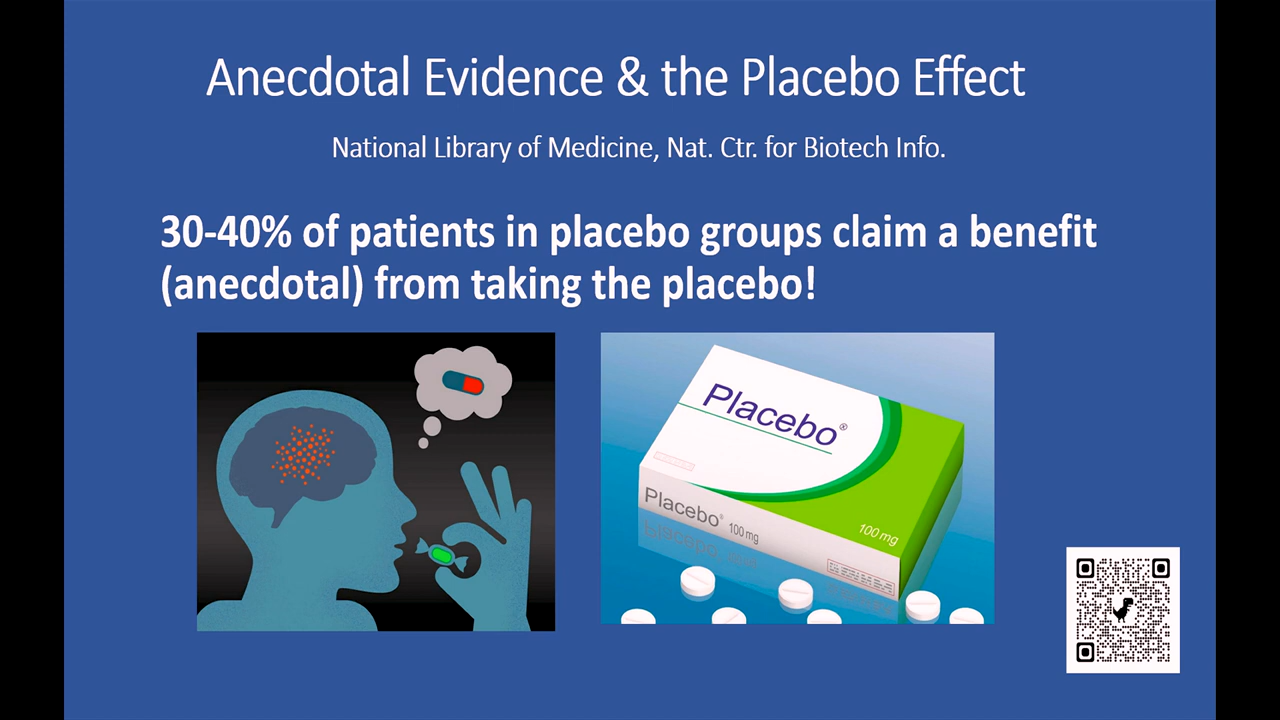 Anecdotal Evidence & the Placebo Effect
National Library of Medicine, Nat. Ctr. for Biotech Info.
30-40% of patients in placebo groups claim a benefit
(anecdotal) from taking the placebo!
Placebo®
Placebo® 100 mg
100 mg